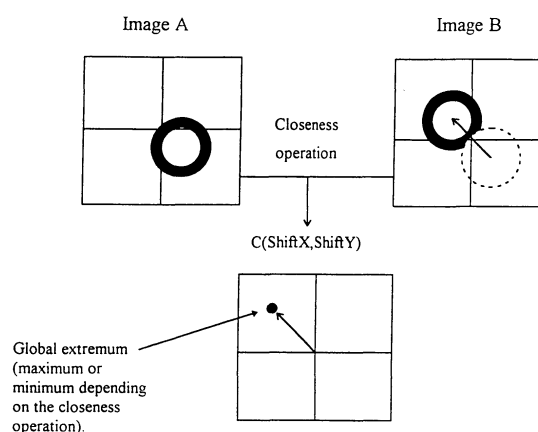 Image A
Image B
Closeness
operation
C(ShiftX,ShiftY)
Global extremum
(maximum or
minimum depending
on the closeness
operation).